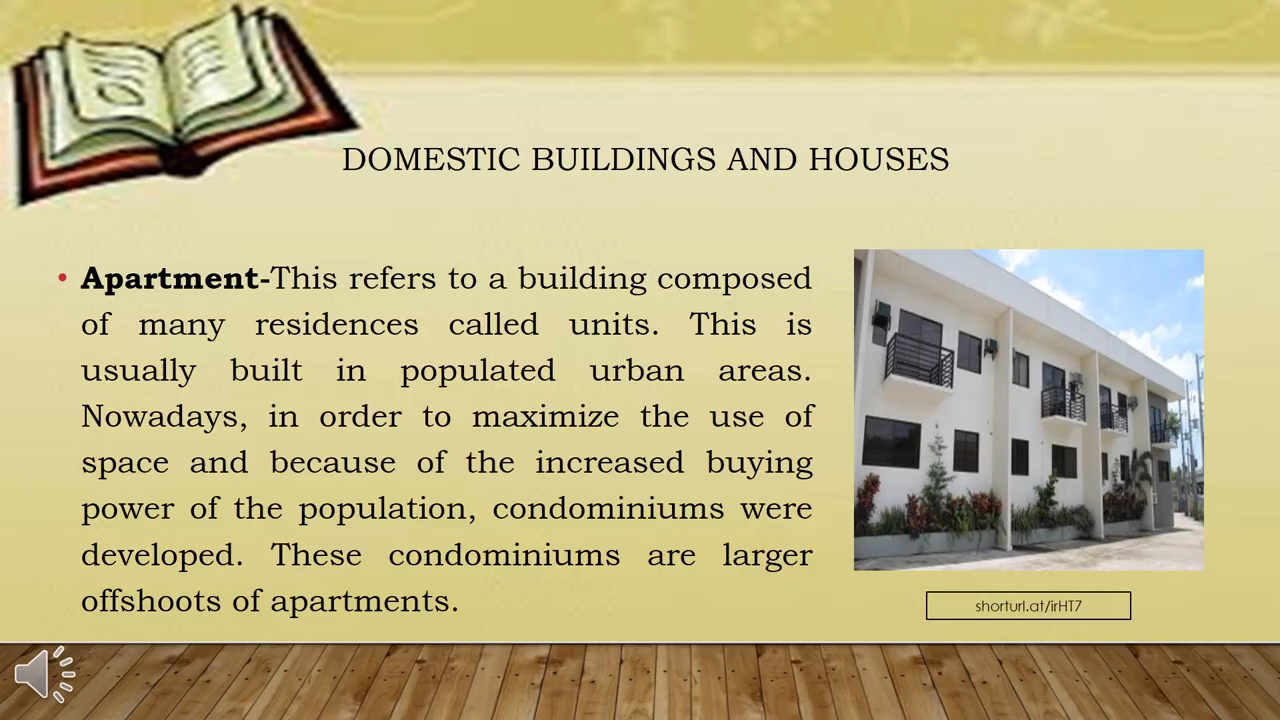 DOMESTIC BUILDINGS AND HOUSES
• Apartment-This refers to a building composed
of many residences called units. This is
usually built in populated urban areas.
Nowadays, in order to maximize the use of
space and because of the increased buying
power of the population, condominiums were
developed. These condominiums are larger
offshoots of apartments.
shorturl.at/irHT7